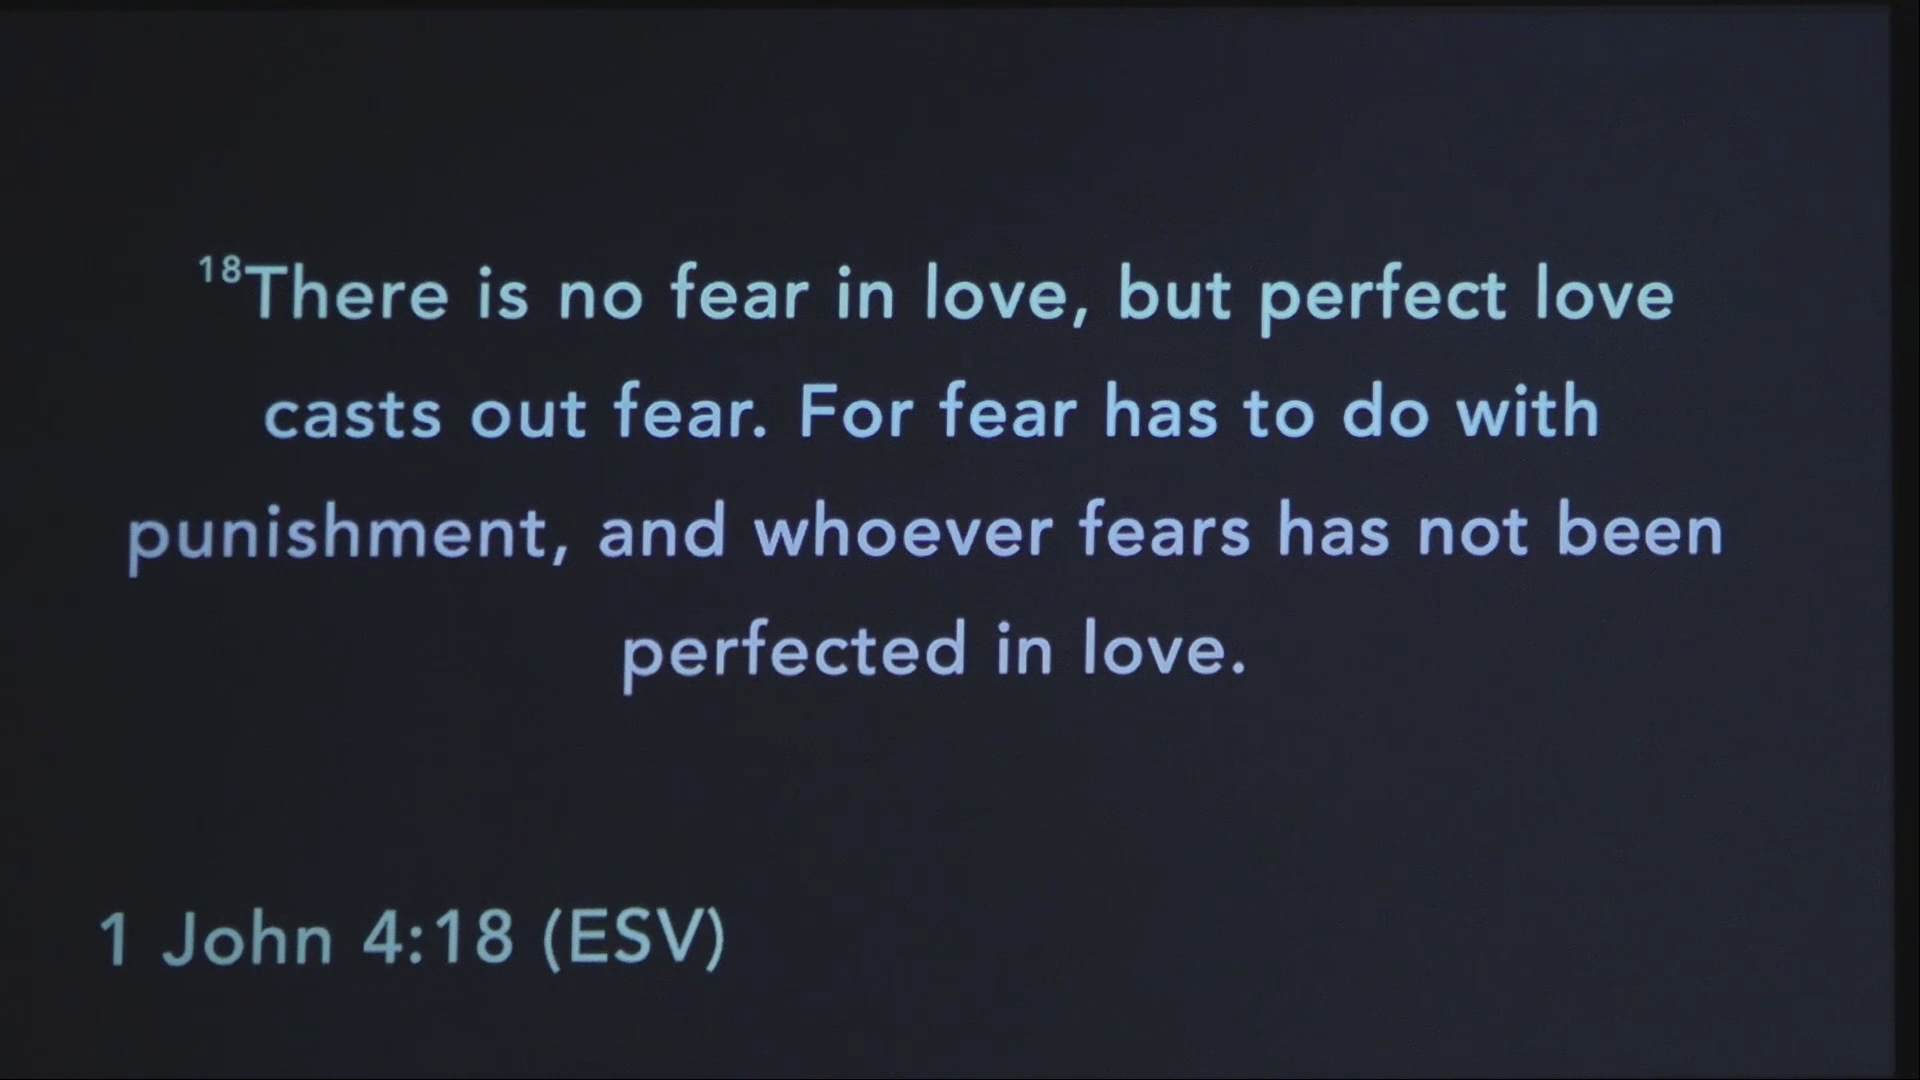 ¹⁸There is no fear in love, but perfect love
casts out fear. For fear has to do with
punishment, and whoever fears has not been
perfected in love.
1 John 4:18 (ESV)